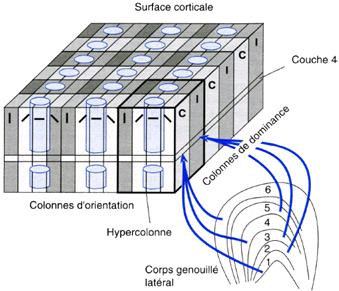 Surface corticale
Couche 4
I
C
I
C
I
C
I
I
Colonnes de dominance
Colonnes d'orientation
Hypercolonne
Corps genouillé
latéral
6
5
4
3
2
1